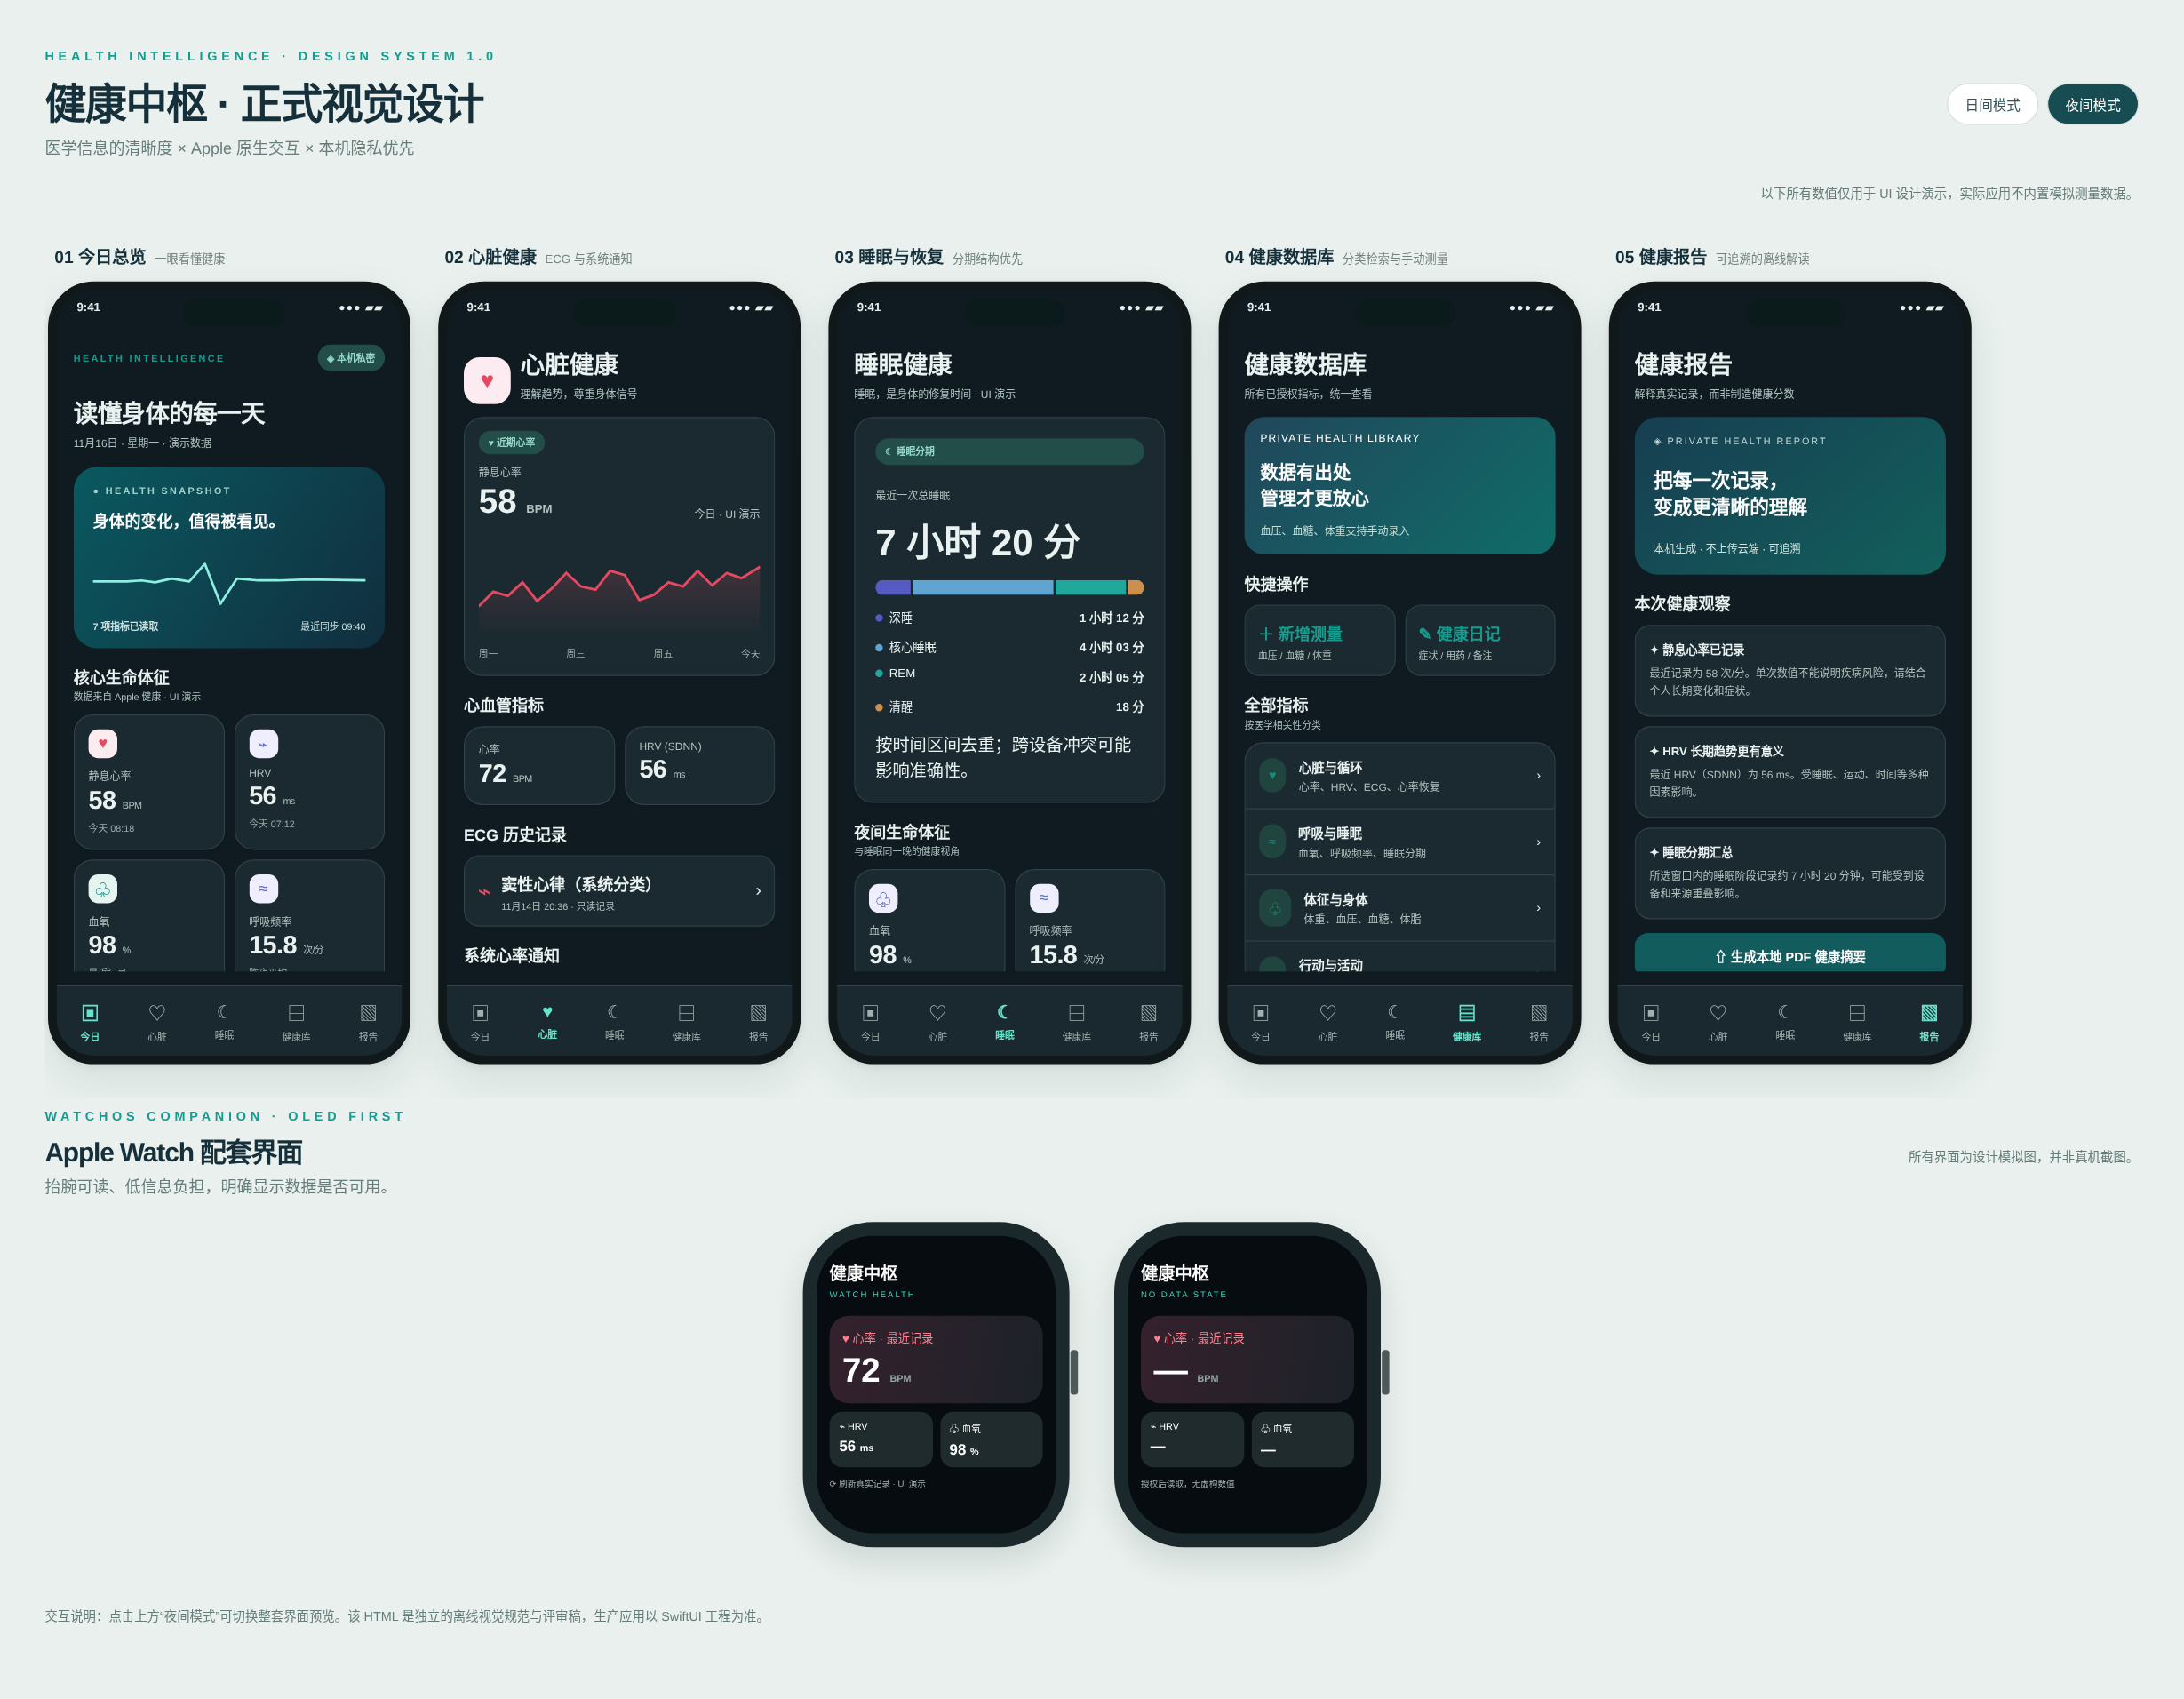 HEALTH INTELLIGENCE · DESIGN SYSTEM 1.0
健康中枢 · 正式视觉设计
医学信息的清晰度 × Apple 原生交互 × 本机隐私优先
日间模式
夜间模式
以下所有数值仅用于 UI 设计演示，实际应用不内置模拟测量数据。
01 今日总览 一眼看懂健康
9:41
HEALTH INTELLIGENCE
◈ 本机私密
读懂身体的每一天
11月16日 · 星期一 · 演示数据
● HEALTH SNAPSHOT
身体的变化，值得被看见。
7 项指标已读取
最近同步 09:40
核心生命体征
数据来自 Apple 健康 · UI 演示
静息心率
58 BPM
今天 08:18
HRV
56 ms
今天 07:12
血氧
98 %
呼吸频率
15.8 次/分
今日
心脏
睡眠
健康库
报告
02 心脏健康 ECG 与系统通知
9:41
心脏健康
理解趋势，尊重身体信号
♥ 近期心率
静息心率
58 BPM
今日 · UI 演示
周一
周三
周五
今天
心血管指标
心率
72 BPM
HRV (SDNN)
56 ms
ECG 历史记录
窦性心律（系统分类）
11月14日 20:36 · 只读记录
›
系统心率通知
今日
心脏
睡眠
健康库
报告
03 睡眠与恢复 分期结构优先
9:41
睡眠健康
睡眠，是身体的修复时间 · UI 演示
☾ 睡眠分期
最近一次总睡眠
7 小时 20 分
深睡 1 小时 12 分
核心睡眠 4 小时 03 分
REM 2 小时 05 分
清醒 18 分
按时间区间去重；跨设备冲突可能
影响准确性。
夜间生命体征
与睡眠同一晚的健康视角
血氧
98 %
呼吸频率
15.8 次/分
今日
心脏
睡眠
健康库
报告
04 健康数据库 分类检索与手动测量
9:41
健康数据库
所有已授权指标，统一查看
PRIVATE HEALTH LIBRARY
数据有出处
管理才更放心
血压、血糖、体重支持手动录入
快捷操作
＋ 新增测量
血压 / 血糖 / 体重
✎ 健康日记
症状 / 用药 / 备注
全部指标
按医学相关性分类
心脏与循环
心率、HRV、ECG、心率恢复
›
呼吸与睡眠
血氧、呼吸频率、睡眠分期
›
体征与身体
体重、血压、血糖、体脂
›
行动与活动
今日
心脏
睡眠
健康库
报告
05 健康报告 可追溯的离线解读
9:41
健康报告
解释真实记录，而非制造健康分数
◈ PRIVATE HEALTH REPORT
把每一次记录，
变成更清晰的理解
本机生成 · 不上传云端 · 可追溯
本次健康观察
✦ 静息心率已记录
最近记录为 58 次/分。单次数值不能说明疾病风险，请结合
个人长期变化和症状。
✦ HRV 长期趋势更有意义
最近 HRV（SDNN）为 56 ms。受睡眠、运动、时间等多种
因素影响。
✦ 睡眠分期汇总
所选窗口内的睡眠阶段记录约 7 小时 20 分钟，可能受到设
备和来源重叠影响。
⇧ 生成本地 PDF 健康摘要
今日
心脏
睡眠
健康库
报告
WATCHOS COMPANION · OLED FIRST
Apple Watch 配套界面
抬腕可读、低信息负担，明确显示数据是否可用。
所有界面为设计模拟图，并非真机截图。
健康中枢
WATCH HEALTH
♥ 心率 · 最近记录
72 BPM
⌁ HRV
56 ms
♧ 血氧
98 %
⟳ 刷新真实记录 · UI 演示
健康中枢
NO DATA STATE
♥ 心率 · 最近记录
— BPM
⌁ HRV
—
♧ 血氧
—
授权后读取，无虚构数值
交互说明：点击上方“夜间模式”可切换整套界面预览。该 HTML 是独立的离线视觉规范与评审稿，生产应用以 SwiftUI 工程为准。